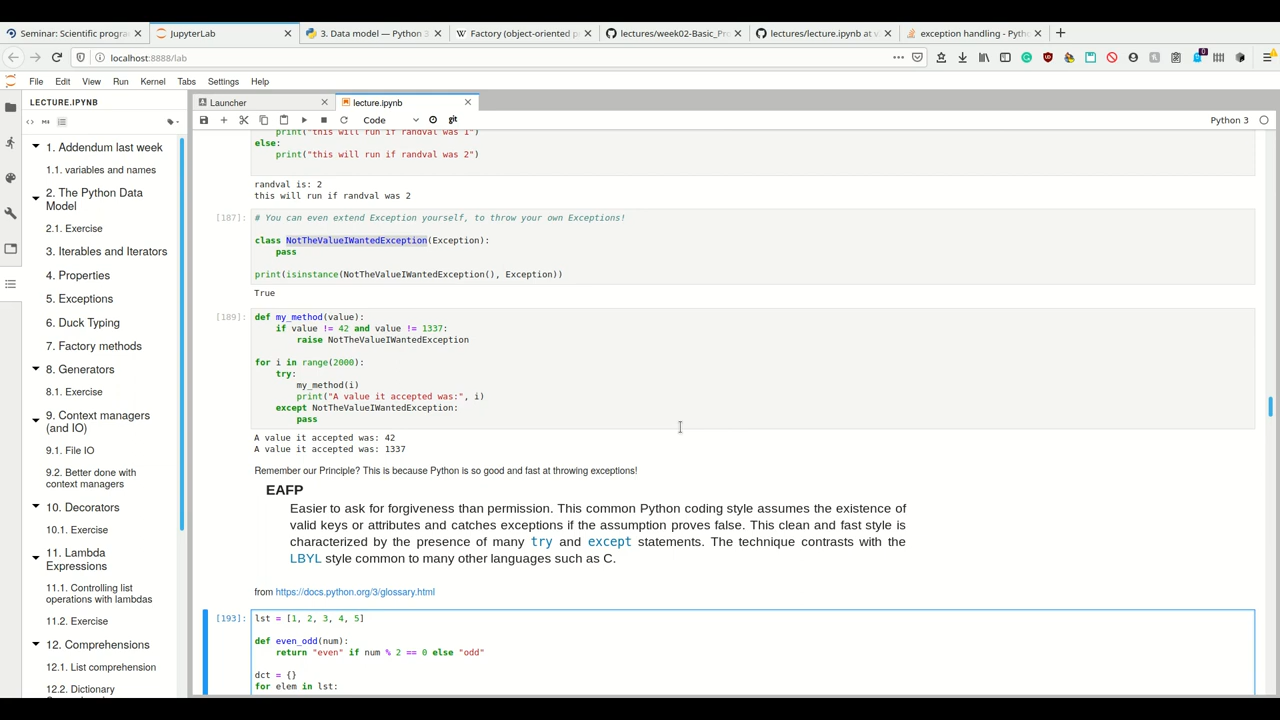 Seminar: Scientific progra
JupyterLab
3. Data model — Python 3
Factory (object-oriented p
lectures/week02-Basic_Pr
lectures/lecture.ipynb at
exception handling - Pyth
localhost:8888/lab
File Edit View Run Kernel Tabs Settings Help
LECTURE.IPYNB
1. Addendum last week
1.1. variables and names
2. The Python Data
Model
2.1. Exercise
3. Iterables and Iterators
4. Properties
5. Exceptions
6. Duck Typing
7. Factory methods
8. Generators
8.1. Exercise
9. Context managers
(and IO)
9.1. File IO
9.2. Better done with
context managers
10. Decorators
10.1. Exercise
11. Lambda
Expressions
11.1. Controlling list
operations with lambdas
11.2. Exercise
12. Comprehensions
12.1. List comprehension
12.2. Dictionary
Launcher
lecture.ipynb
Code
git
Python 3
print("this will run if randval was 1")
else:
print("this will run if randval was 2")
randval is: 2
this will run if randval was 2
[187]:
# You can even extend Exception yourself, to throw your own Exceptions!
class NotTheValueIWantedException(Exception):
pass
print(isinstance(NotTheValueIWantedException(), Exception))
True
[189]:
def my_method(value):
if value != 42 and value != 1337:
raise NotTheValueIWantedException
for i in range(2000):
try:
my_method(i)
print("A value it accepted was:", i)
except NotTheValueIWantedException:
pass
A value it accepted was: 42
A value it accepted was: 1337
Remember our Principle? This is because Python is so good and fast at throwing exceptions!
EAFP
Easier to ask for forgiveness than permission. This common Python coding style assumes the existence of
valid keys or attributes and catches exceptions if the assumption proves false. This clean and fast style is
characterized by the presence of many try and except statements. The technique contrasts with the
LBYL style common to many other languages such as C.
from https://docs.python.org/3/glossary.html
[193]:
lst = [1, 2, 3, 4, 5]
def even_odd(num):
return "even" if num % 2 == 0 else "odd"
dct = {}
for elem in lst: